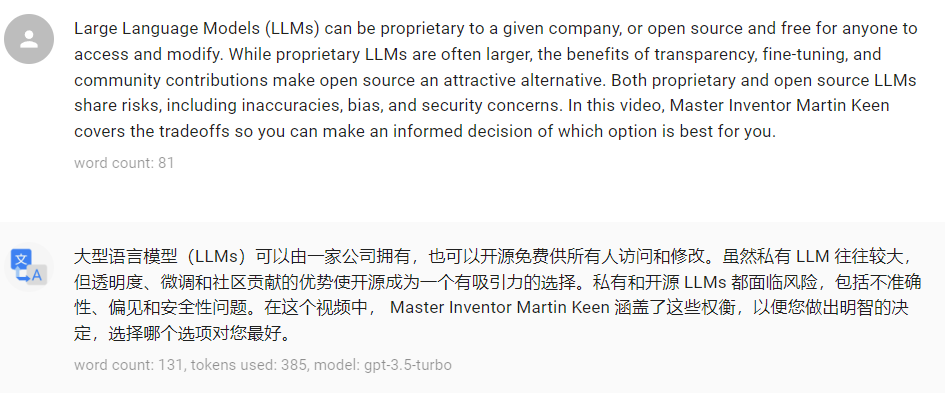 Large Language Models (LLMs) can be proprietary to a given company, or open source and free for anyone to
access and modify. While proprietary LLMs are often larger, the benefits of transparency, fine-tuning, and
community contributions make open source an attractive alternative. Both proprietary and open source LLMs
share risks, including inaccuracies, bias, and security concerns. In this video, Master Inventor Martin Keen
covers the tradeoffs so you can make an informed decision of which option is best for you.
word count: 81
文
A
大型语言模型（LLMs）可以由一家公司拥有，也可以开源免费供所有人访问和修改。虽然私有 LLM 往往较大，
但透明度、微调和社区贡献的优势使开源成为一个有吸引力的选择。私有和开源 LLMs 都面临风险，包括不准确
性、偏见和安全性问题。在这个视频中， Master Inventor Martin Keen 涵盖了这些权衡，以便您做出明智的决
定，选择哪个选项对您最好。
word count: 131, tokens used: 385, model: gpt-3.5-turbo